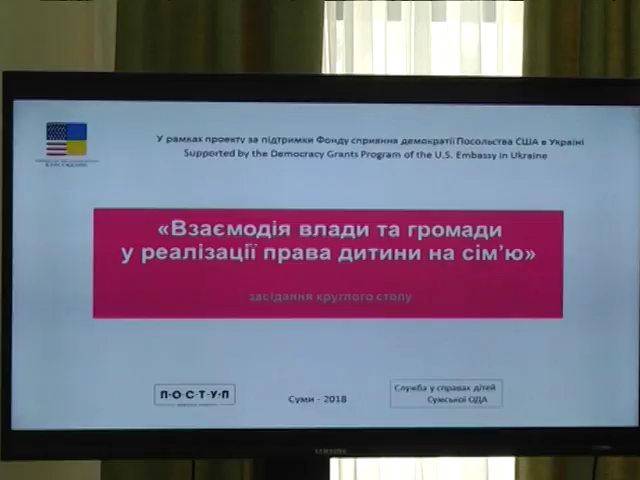 У рамках проекту за підтримки Фонду сприяння демократії Посольства США в Україні
Supported by the Democracy Grants Program of the U.S. Embassy in Ukraine
«Взаємодія влади та громади
у реалізації права дитини на сім’ю»
засідання круглого столу
П·О·С·Т·У·П
Суми - 2018
Служба у справах дітей
Сумської ОДА
SAMSUNG